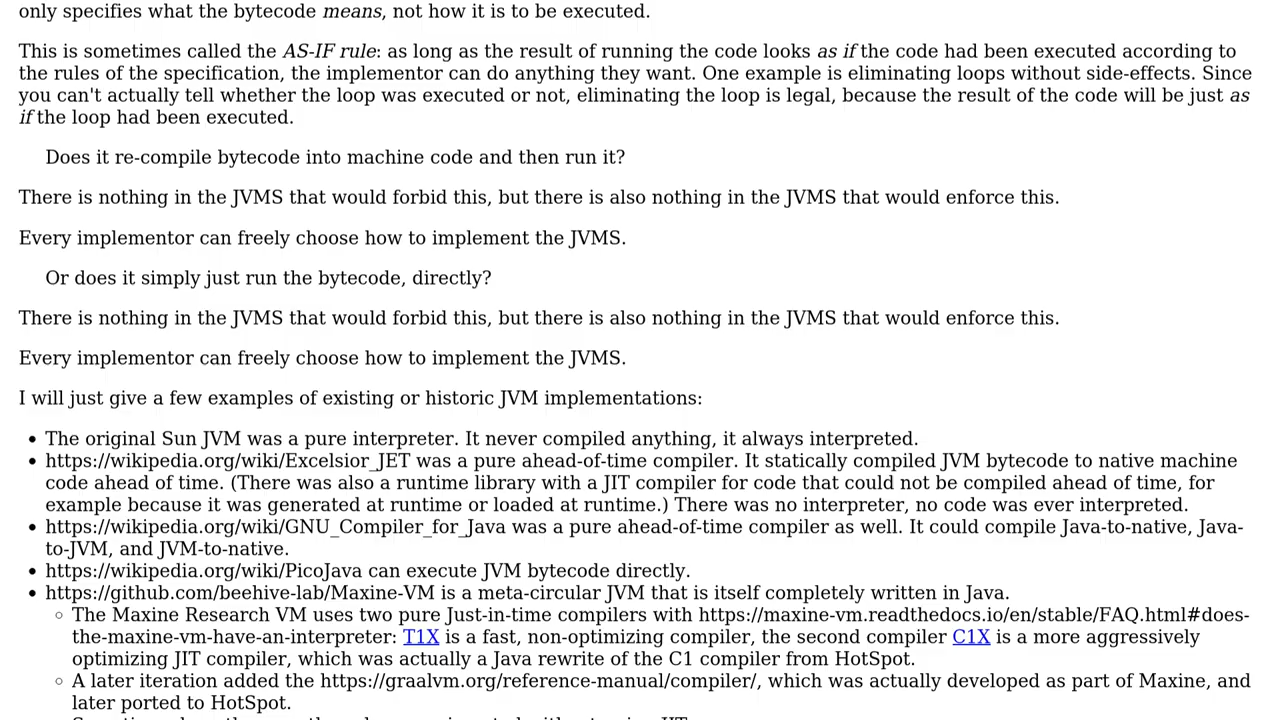 only specifies what the bytecode means, not how it is to be executed.
This is sometimes called the AS-IF rule: as long as the result of running the code looks as if the code had been executed according to
the rules of the specification, the implementor can do anything they want. One example is eliminating loops without side-effects. Since
you can't actually tell whether the loop was executed or not, eliminating the loop is legal, because the result of the code will be just as
if the loop had been executed.
Does it re-compile bytecode into machine code and then run it?
There is nothing in the JVMS that would forbid this, but there is also nothing in the JVMS that would enforce this.
Every implementor can freely choose how to implement the JVMS.
Or does it simply just run the bytecode, directly?
There is nothing in the JVMS that would forbid this, but there is also nothing in the JVMS that would enforce this.
Every implementor can freely choose how to implement the JVMS.
I will just give a few examples of existing or historic JVM implementations:
• The original Sun JVM was a pure interpreter. It never compiled anything, it always interpreted.
• https://wikipedia.org/wiki/Excelsior_JET was a pure ahead-of-time compiler. It statically compiled JVM bytecode to native machine
code ahead of time. (There was also a runtime library with a JIT compiler for code that could not be compiled ahead of time, for
example because it was generated at runtime or loaded at runtime.) There was no interpreter, no code was ever interpreted.
• https://wikipedia.org/wiki/GNU_Compiler_for_Java was a pure ahead-of-time compiler as well. It could compile Java-to-native, Java-
to-JVM, and JVM-to-native.
• https://wikipedia.org/wiki/PicoJava can execute JVM bytecode directly.
• https://github.com/beehive-lab/Maxine-VM is a meta-circular JVM that is itself completely written in Java.
◦ The Maxine Research VM uses two pure Just-in-time compilers with https://maxine-vm.readthedocs.io/en/stable/FAQ.html#does-
the-maxine-vm-have-an-interpreter: T1X is a fast, non-optimizing compiler, the second compiler C1X is a more aggressively
optimizing JIT compiler, which was actually a Java rewrite of the C1 compiler from HotSpot.
◦ A later iteration added the https://graalvm.org/reference-manual/compiler/, which was actually developed as part of Maxine, and
later ported to HotSpot.